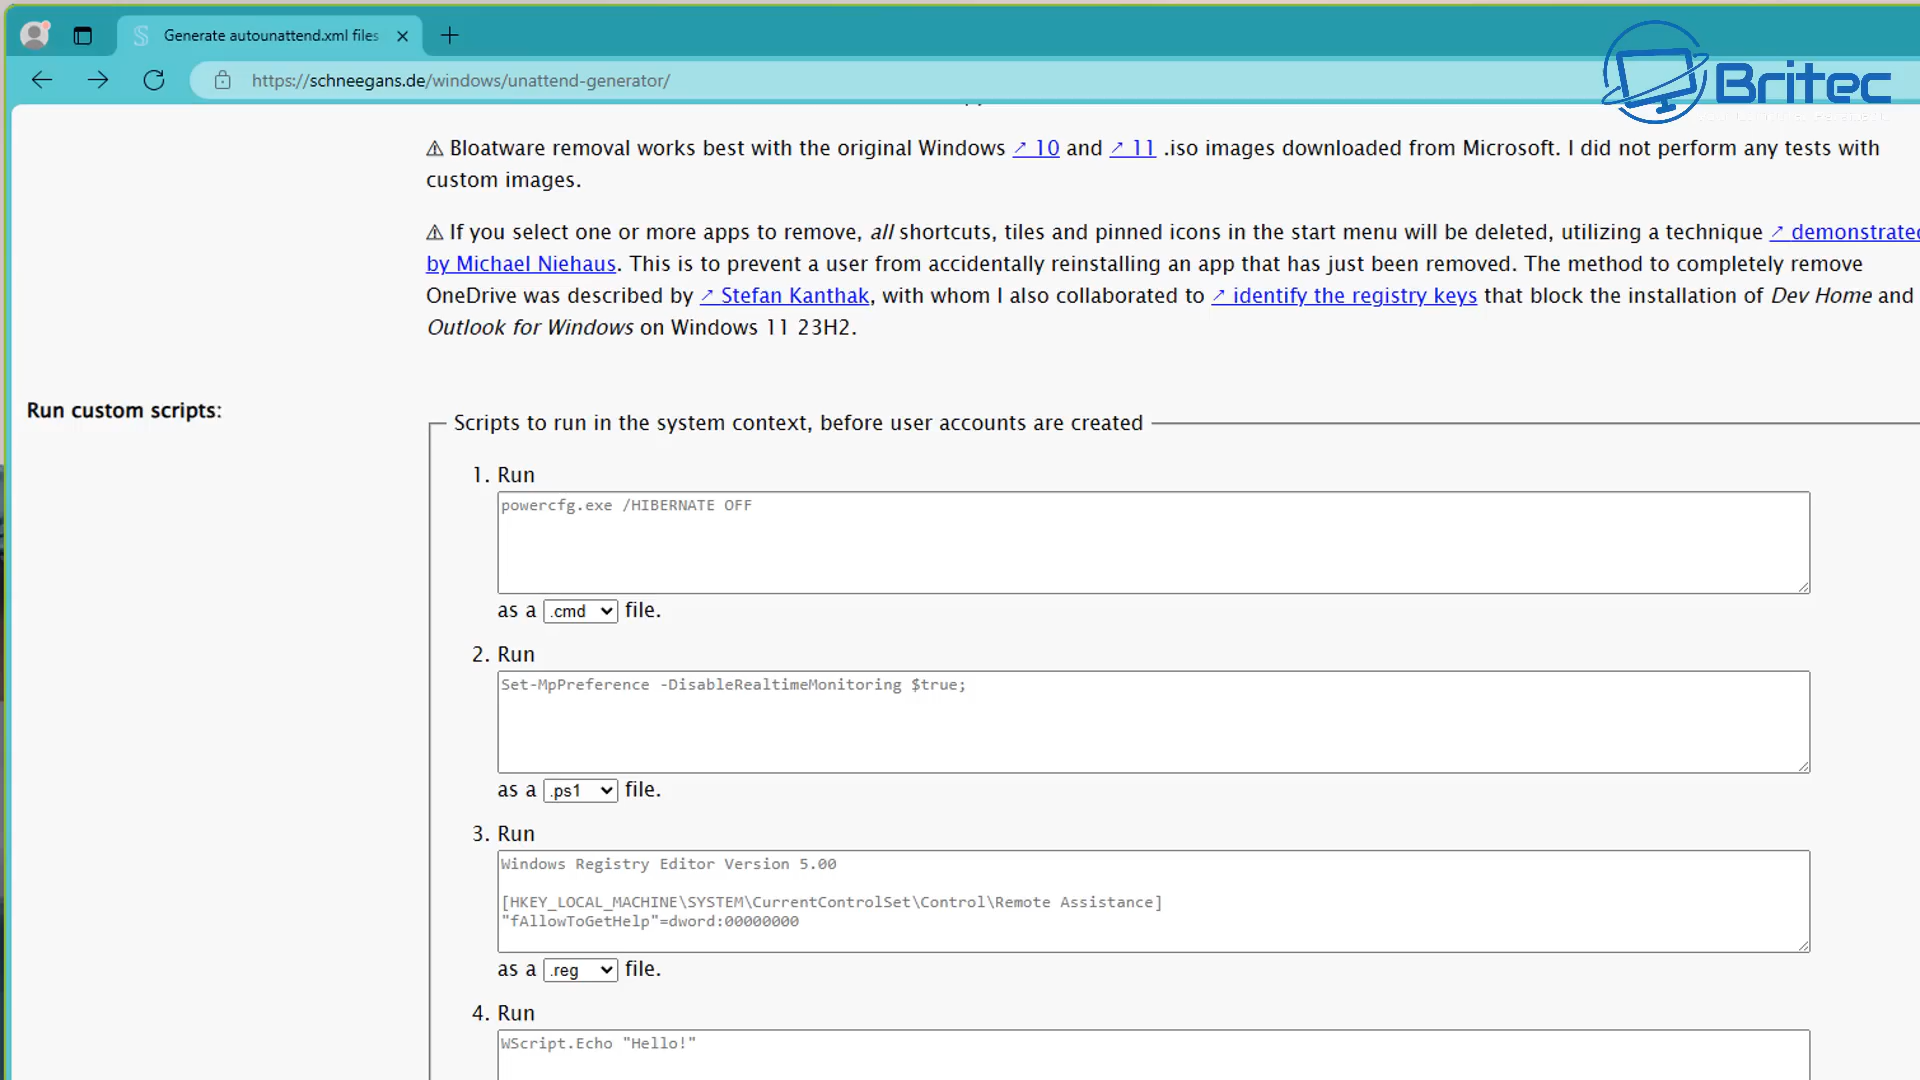 Generate autounattend.xml files
https://schneegans.de/windows/unattend-generator/
Britec
⚠ Bloatware removal works best with the original Windows ↗ 10 and ↗ 11 .iso images downloaded from Microsoft. I did not perform any tests with
custom images.
⚠ If you select one or more apps to remove, all shortcuts, tiles and pinned icons in the start menu will be deleted, utilizing a technique ↗ demonstrated
by Michael Niehaus. This is to prevent a user from accidentally reinstalling an app that has just been removed. The method to completely remove
OneDrive was described by ↗ Stefan Kanthak, with whom I also collaborated to ↗ identify the registry keys that block the installation of Dev Home and
Outlook for Windows on Windows 11 23H2.
Run custom scripts:
Scripts to run in the system context, before user accounts are created
1. Run
powercfg.exe /HIBERNATE OFF
as a .cmd file.
2. Run
Set-MpPreference -DisableRealtimeMonitoring $true;
as a .ps1 file.
3. Run
Windows Registry Editor Version 5.00
[HKEY_LOCAL_MACHINE\SYSTEM\CurrentControlSet\Control\Remote Assistance]
"fAllowToGetHelp"=dword:00000000
as a .reg file.
4. Run
WScript.Echo "Hello!"